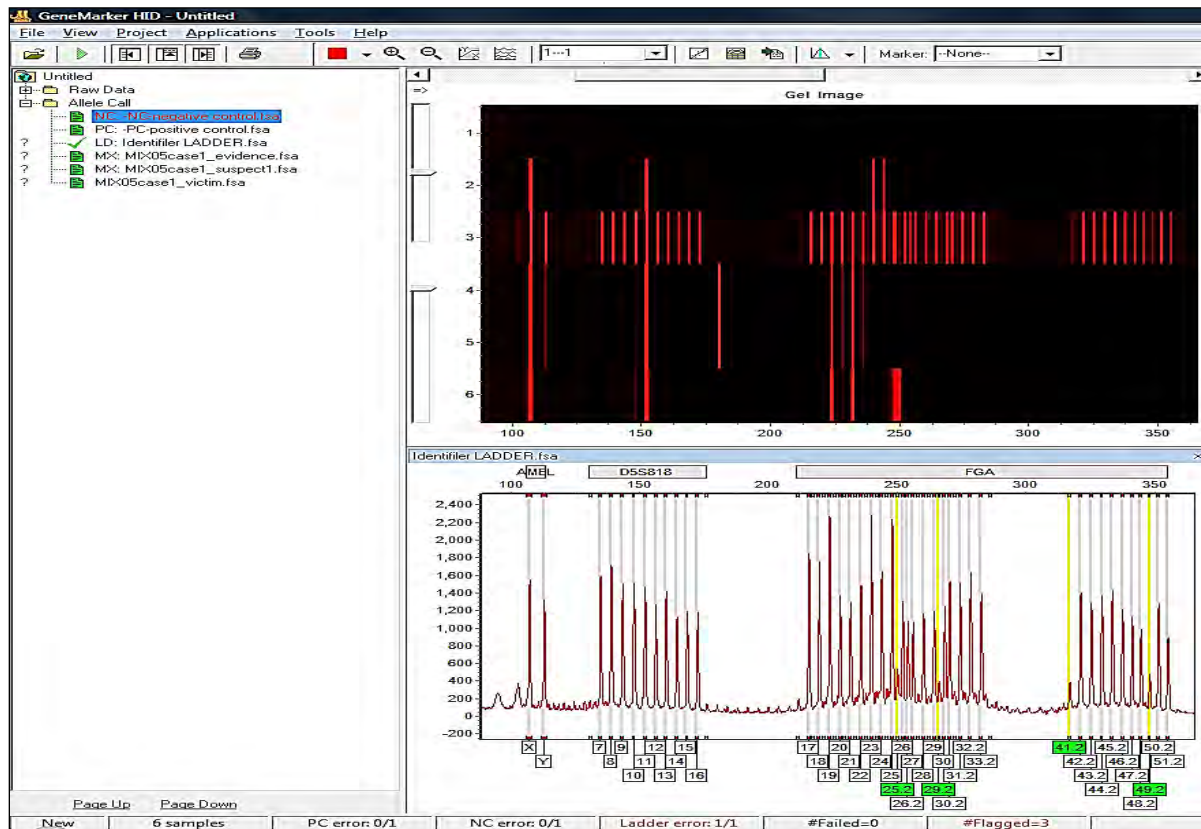 GeneMarker HID - Untitled
File View Project Applications Tools Help
1---1 Marker: --None--
Untitled
Raw Data
Allele Call
NC: -NC-negative control.fsa
PC: -PC-positive control.fsa
? LD: Identifiler LADDER.fsa
? MX: MIX05case1_evidence.fsa
? MX: MIX05case1_suspect1.fsa
? MIX05case1_victim.fsa
Page Up Page Down
=>
Gel Image
1
2
3
4
5
6
100 150 200 250 300 350
Identifiler LADDER.fsa x
AMEL D5S818 FGA
100 150 200 250 300 350
2,400
2,200
2,000
1,800
1,600
1,400
1,200
1,000
800
600
400
200
0
-200
X 7 9 12 15 17 20 23 26 29 32.2 41.2 45.2 50.2
Y 8 11 14 18 21 24 27 30 33.2 42.2 46.2 51.2
10 13 16 19 22 25 28 31.2 43.2 47.2
25.2 29.2 44.2 49.2
26.2 30.2 48.2
New 6 samples PC error: 0/1 NC error: 0/1 Ladder error: 1/1 #Failed=0 #Flagged=3